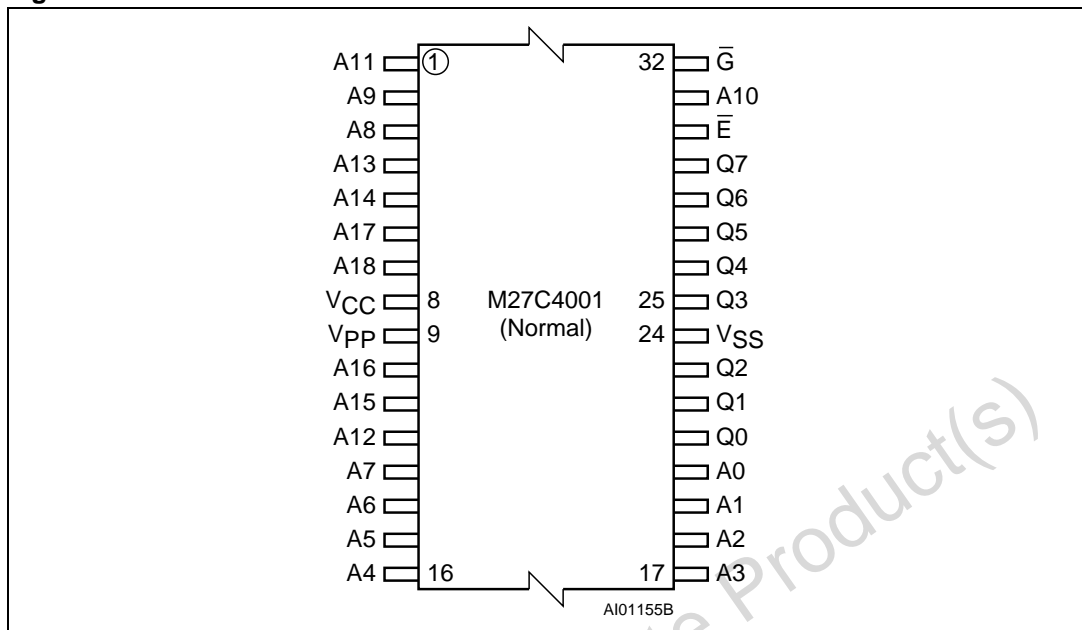 A11 1 32 G̅
A9 A10
A8 E̅
A13 Q7
A14 Q6
A17 Q5
A18 Q4
VCC 8 M27C4001 25 Q3
VPP 9 (Normal) 24 VSS
A16 Q2
A15 Q1
A12 Q0
A7 A0
A6 A1
A5 A2
A4 16 17 A3
AI01155B
Product(s)